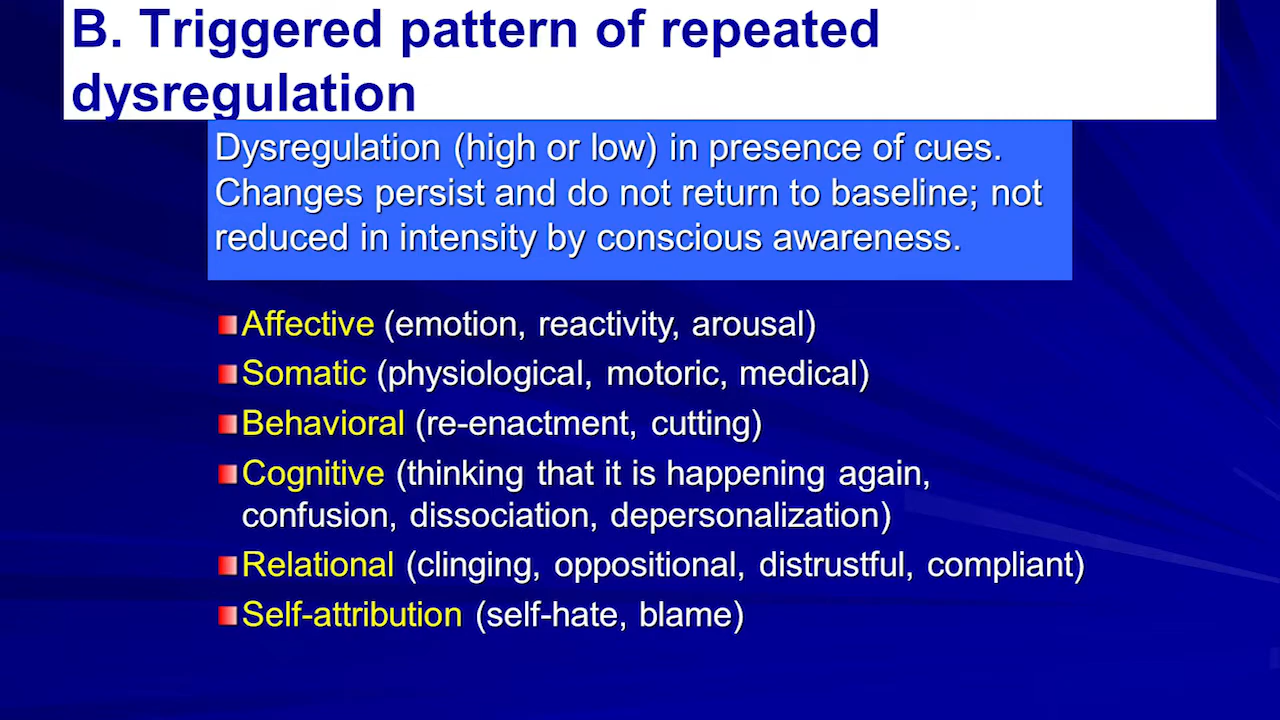 B. Triggered pattern of repeated
dysregulation
Dysregulation (high or low) in presence of cues.
Changes persist and do not return to baseline; not
reduced in intensity by conscious awareness.
Affective (emotion, reactivity, arousal)
Somatic (physiological, motoric, medical)
Behavioral (re-enactment, cutting)
Cognitive (thinking that it is happening again,
confusion, dissociation, depersonalization)
Relational (clinging, oppositional, distrustful, compliant)
Self-attribution (self-hate, blame)